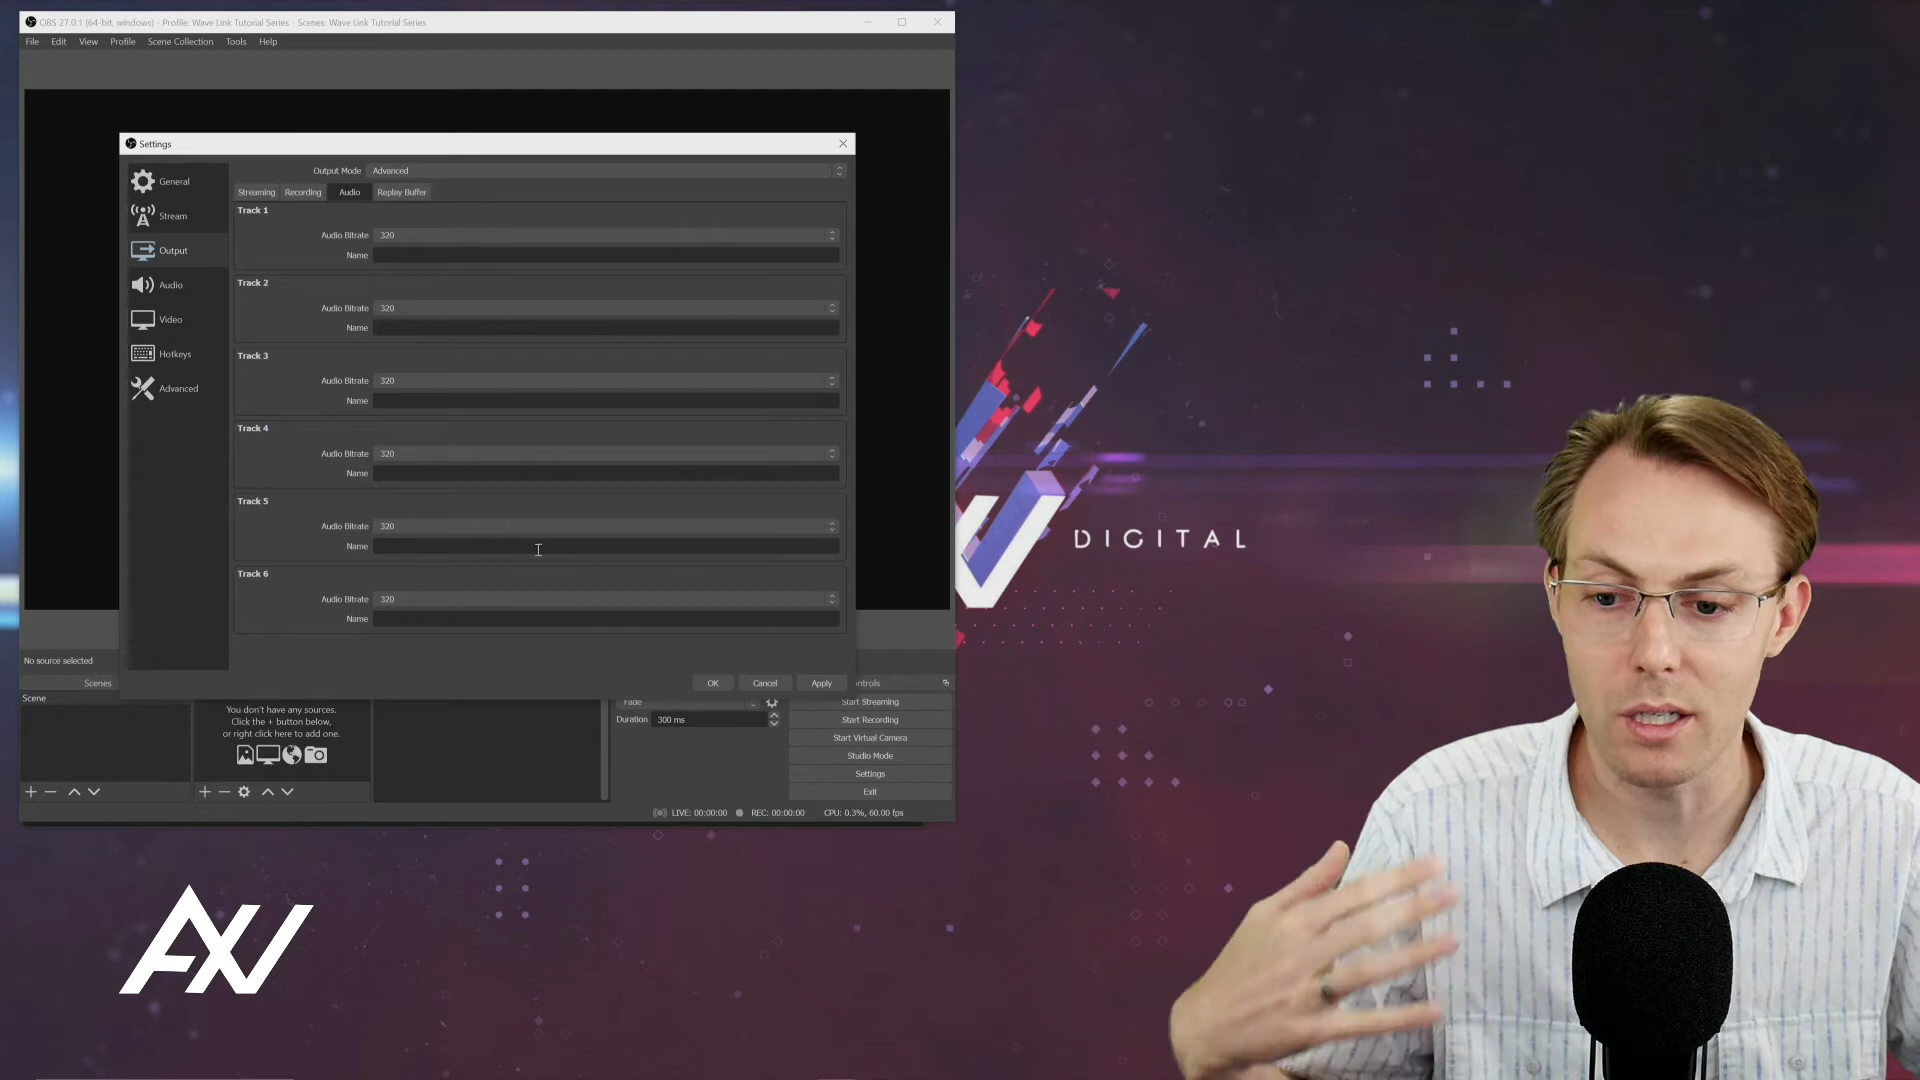 OBS 27.0.1 (64-bit, windows) - Profile: Wave Link Tutorial Series - Scenes: Wave Link Tutorial Series
File Edit View Profile Scene Collection Tools Help
Settings
General
Stream
Output
Audio
Video
Hotkeys
Advanced
Output Mode Advanced
Streaming Recording Audio Replay Buffer
Track 1
Audio Bitrate 320
Name
Track 2
Audio Bitrate 320
Name
Track 3
Audio Bitrate 320
Name
Track 4
Audio Bitrate 320
Name
Track 5
Audio Bitrate 320
Name
Track 6
Audio Bitrate 320
Name
OK Cancel Apply
No source selected
Scenes
Scene
You don't have any sources.
Click the + button below,
or right click here to add one.
Fade
Duration 300 ms
ntrols
Start Streaming
Start Recording
Start Virtual Camera
Studio Mode
Settings
Exit
LIVE: 00:00:00 REC: 00:00:00 CPU: 0.3%, 60.00 fps
DIGITAL